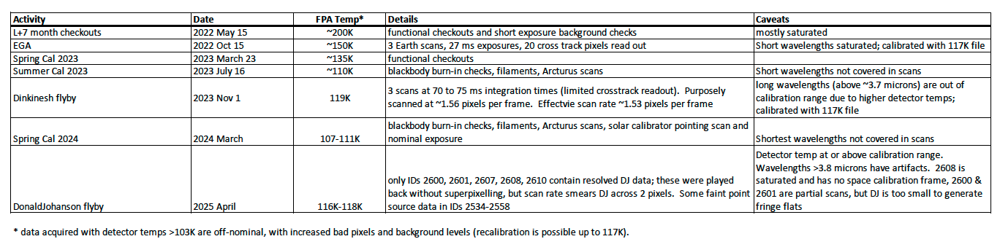 Activity Date FPA Temp* Details Caveats
L+7 month checkouts 2022 May 15 ~200K functional checkouts and short exposure background checks mostly saturated
EGA 2022 Oct 15 ~150K 3 Earth scans, 27 ms exposures, 20 cross track pixels read out Short wavelengths saturated; calibrated with 117K file
Spring Cal 2023 2023 March 23 ~135K functional checkouts
Summer Cal 2023 2023 July 16 ~110K blackbody burn-in checks, filaments, Arcturus scans Short wavelengths not covered in scans
Dinkinesh flyby 2023 Nov 1 119K
3 scans at 70 to 75 ms integration times (limited crosstrack readout). Purposely
scanned at ~1.56 pixels per frame. Effectvie scan rate ~1.53 pixels per frame
long wavelengths (above ~3.7 microns) are out of
calibration range due to higher detector temps;
calibrated with 117K file
Spring Cal 2024 2024 March 107-111K
blackbody burn-in checks, filaments, Arcturus scans, solar calibrator pointing scan and
nominal exposure
Shortest wavelengths not covered in scans
DonaldJohanson flyby 2025 April 116K-118K
only IDs 2600, 2601, 2607, 2608, 2610 contain resolved DJ data; these were played
back without superpixelling, but scan rate smears DJ across 2 pixels. Some faint point
source data in IDs 2534-2558
Detector temp at or above calibration range.
Wavelengths >3.8 microns have artifacts. 2608 is
saturated and has no space calibration frame, 2600 &
2601 are partial scans, but DJ is too small to generate
fringe flats
* data acquired with detector temps >103K are off-nominal, with increased bad pixels and background levels (recalibration is possible up to 117K).